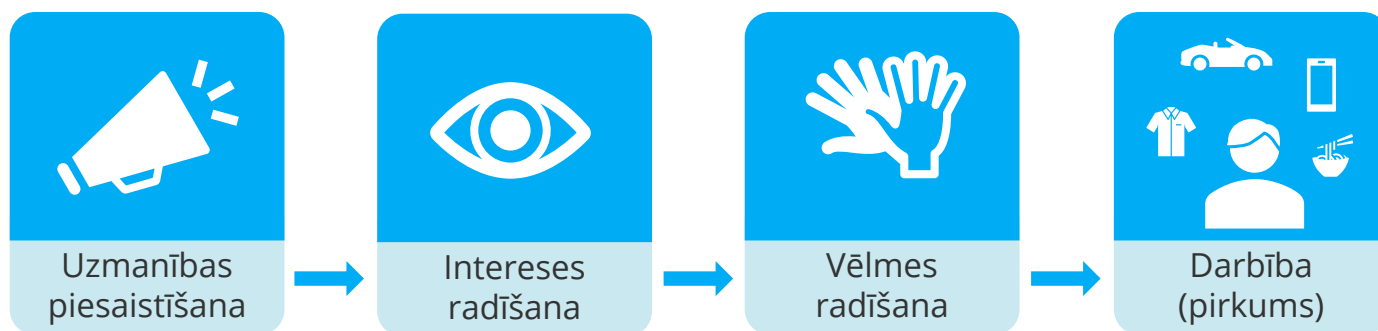 Uzmanības
piesaistīšana
Intereses
radīšana
Vēlmes
radīšana
Darbība
(pirkums)